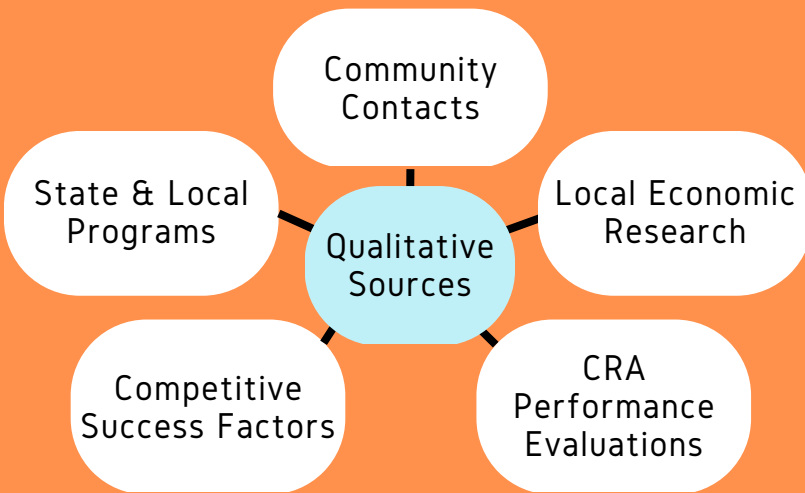 Community
Contacts
State & Local
Programs
Local Economic
Research
Qualitative
Sources
Competitive
Success Factors
CRA
Performance
Evaluations